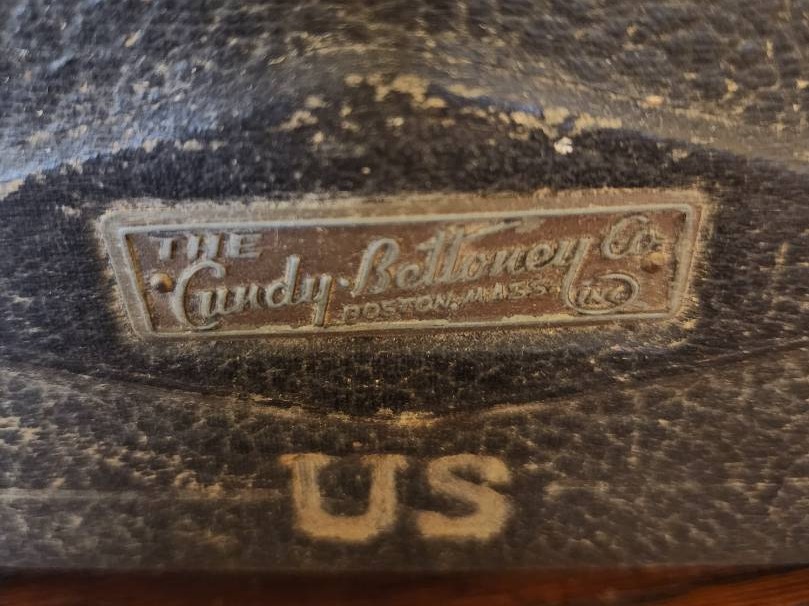 THE
Cundy-Bettoney Co.
BOSTON, MASS. INC.
US